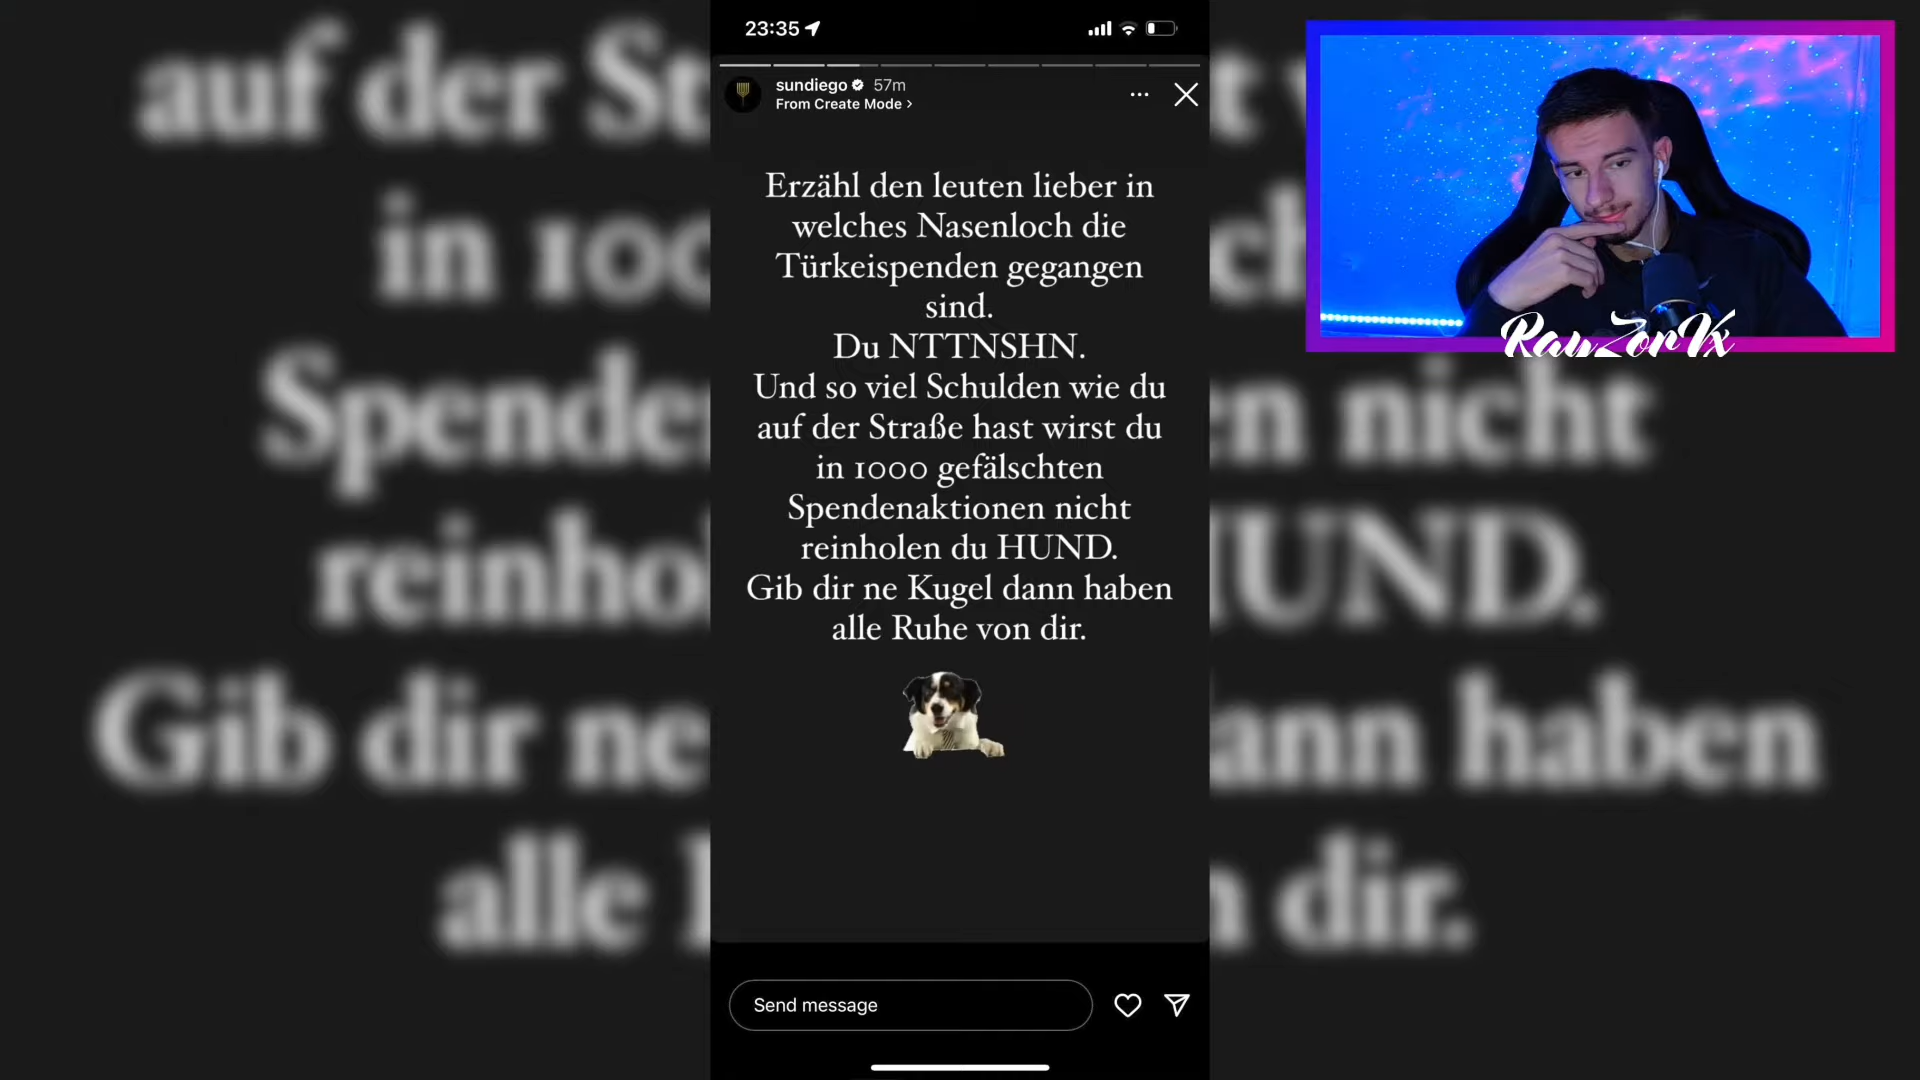 23:35
sundiego 57m
From Create Mode
Erzähl den leuten lieber in
welches Nasenloch die
Türkeispenden gegangen
sind.
Du NTTNSHN.
Und so viel Schulden wie du
auf der Straße hast wirst du
in 1000 gefälschten
Spendenaktionen nicht
reinholen du HUND.
Gib dir ne Kugel dann haben
alle Ruhe von dir.
Send message
RayZorVx